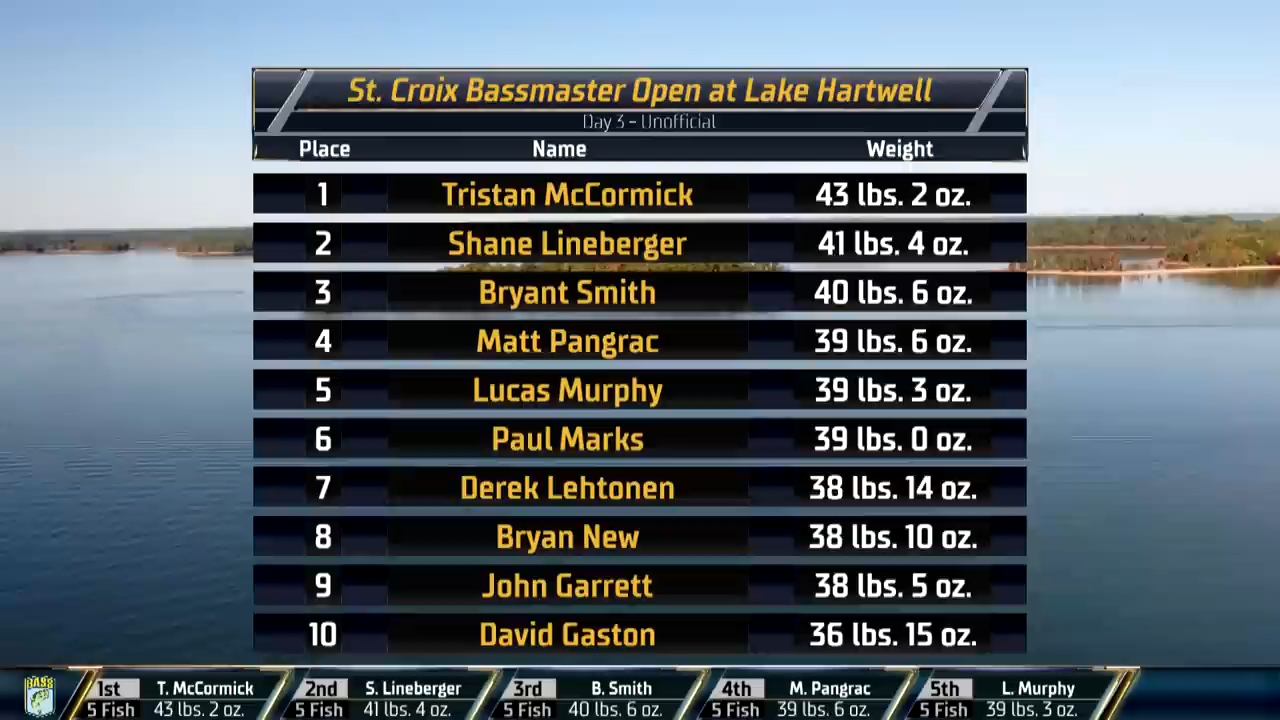 St. Croix Bassmaster Open at Lake Hartwell
Day 3 - Unofficial
Place Name Weight
1 Tristan McCormick 43 lbs. 2 oz.
2 Shane Lineberger 41 lbs. 4 oz.
3 Bryant Smith 40 lbs. 6 oz.
4 Matt Pangrac 39 lbs. 6 oz.
5 Lucas Murphy 39 lbs. 3 oz.
6 Paul Marks 39 lbs. 0 oz.
7 Derek Lehtonen 38 lbs. 14 oz.
8 Bryan New 38 lbs. 10 oz.
9 John Garrett 38 lbs. 5 oz.
10 David Gaston 36 lbs. 15 oz.
BASS 1st T. McCormick 2nd S. Lineberger 3rd B. Smith 4th M. Pangrac 5th L. Murphy
5 Fish 43 lbs. 2 oz. 5 Fish 41 lbs. 4 oz. 5 Fish 40 lbs. 6 oz. 5 Fish 39 lbs. 6 oz. 5 Fish 39 lbs. 3 oz.